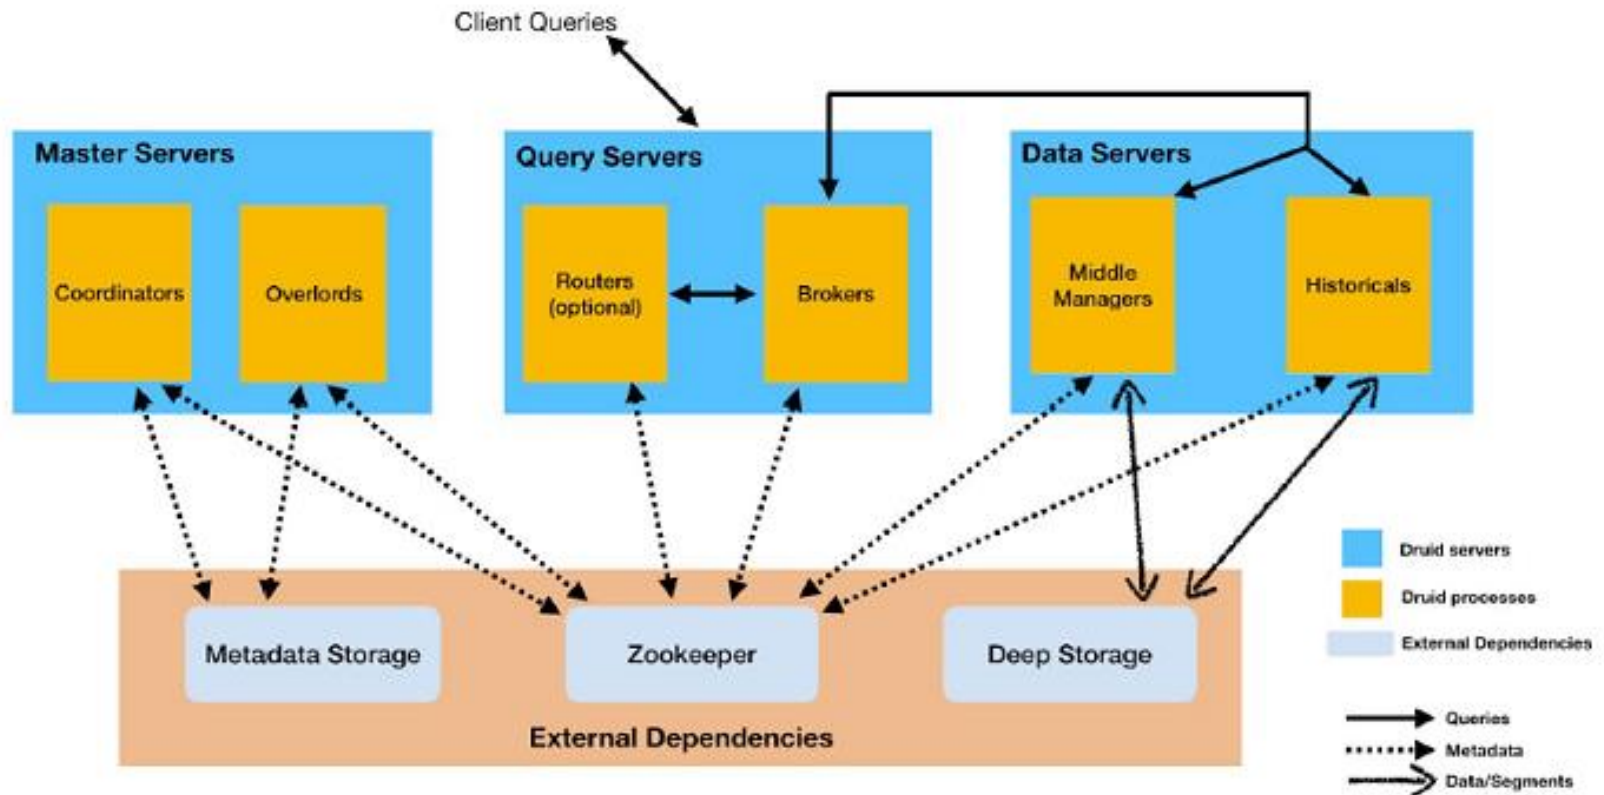 Client Queries
Master Servers
Query Servers
Data Servers
Coordinators
Overlords
Routers
(optional)
Brokers
Middle
Managers
Historicals
Metadata Storage
Zookeeper
Deep Storage
External Dependencies
Druid servers
Druid processes
External Dependencies
Queries
Metadata
Data/Segments